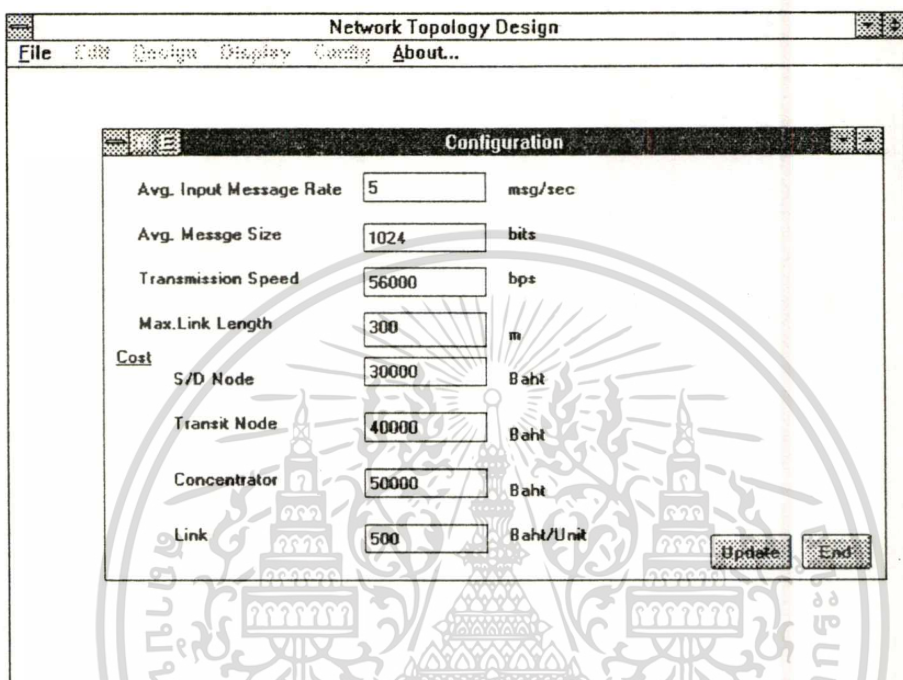 Network Topology Design
File Edit Design Display Config About...
Configuration
Avg. Input Message Rate 5 msg/sec
Avg. Messge Size 1024 bits
Transmission Speed 56000 bps
Max.Link Length 300 m
Cost
S/D Node 30000 Baht
Transit Node 40000 Baht
Concentrator 50000 Baht
Link 500 Baht/Unit
Update End